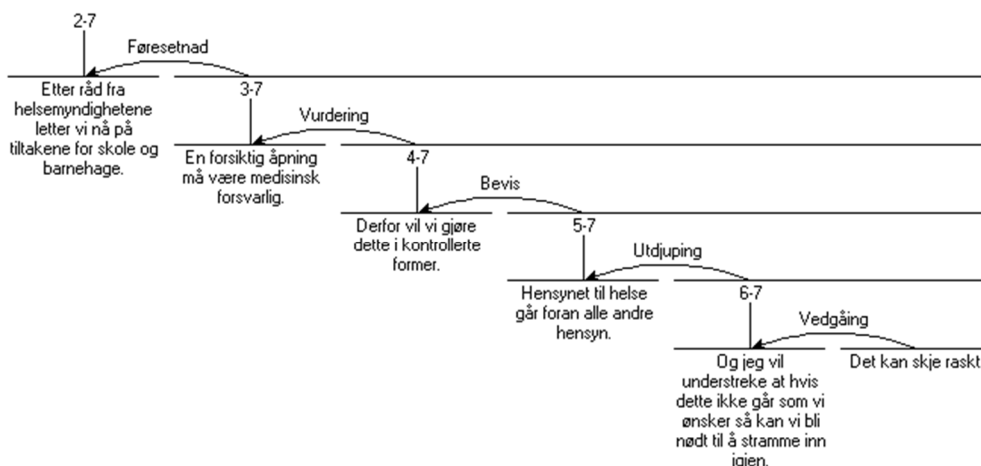 2-7
Føresetnad
Etter råd fra
helsemyndighetene
letter vi nå på
tiltakene for skole og
barnehage.
3-7
Vurdering
En forsiktig åpning
må være medisinsk
forsvarlig.
4-7
Bevis
Derfor vil vi gjøre
dette i kontrollerte
former.
5-7
Utdjuping
Hensynet til helse
går foran alle andre
hensyn.
6-7
Vedgåing
Og jeg vil
understreke at hvis
dette ikke går som vi
ønsker så kan vi bli
nødt til å stramme inn
igjen.
Det kan skje raskt